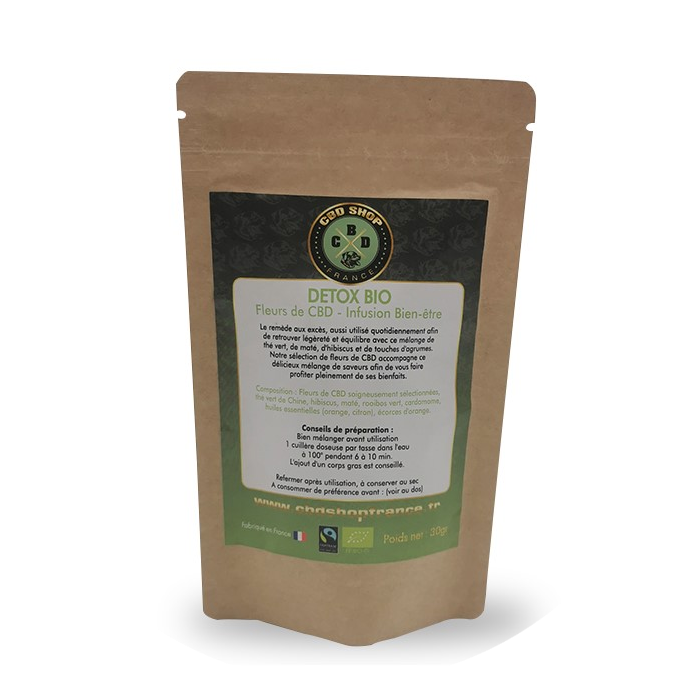 CBD SHOP
B
C D
FRANCE
DETOX BIO
Fleurs de CBD - Infusion Bien-être
Le remède aux excès, aussi utilisé quotidiennement afin
de retrouver légèreté et équilibre avec ce mélange de
thé vert, de maté, d'hibiscus et de touches d'agrumes.
Notre sélection de fleurs de CBD accompagne ce
délicieux mélange de saveurs afin de vous faire
profiter pleinement de ses bienfaits.
Composition : Fleurs de CBD soigneusement sélectionnées,
thé vert de Chine, hibiscus, maté, rooibos vert, cardamome,
huiles essentielles (orange, citron), écorces d'orange.
Conseils de préparation :
Bien mélanger avant utilisation
1 cuillère doseuse par tasse dans l'eau
à 100° pendant 6 à 10 min.
L'ajout d'un corps gras est conseillé.
Refermer après utilisation, à conserver au sec
A consommer de préférence avant : (voir au dos)
www.cbdshopfrance.fr
Fabriqué en France
Poids net : 30gr